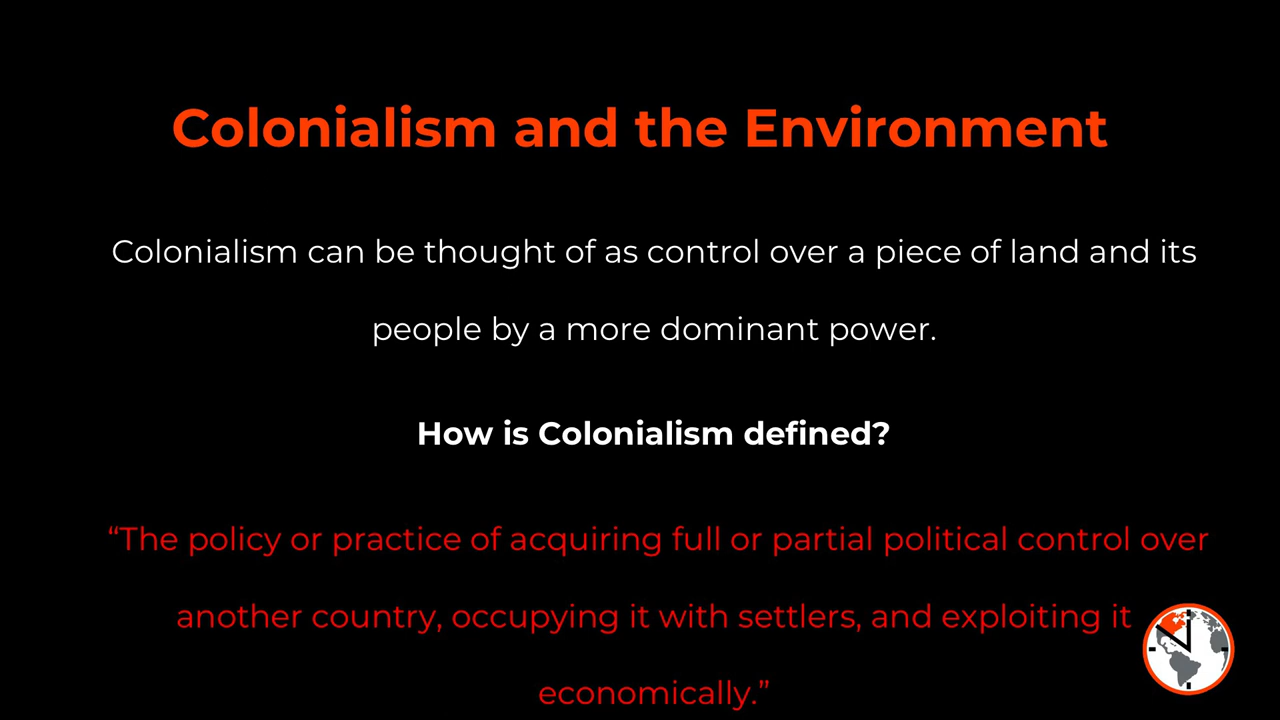 Colonialism and the Environment
Colonialism can be thought of as control over a piece of land and its
people by a more dominant power.
How is Colonialism defined?
“The policy or practice of acquiring full or partial political control over
another country, occupying it with settlers, and exploiting it
economically.”